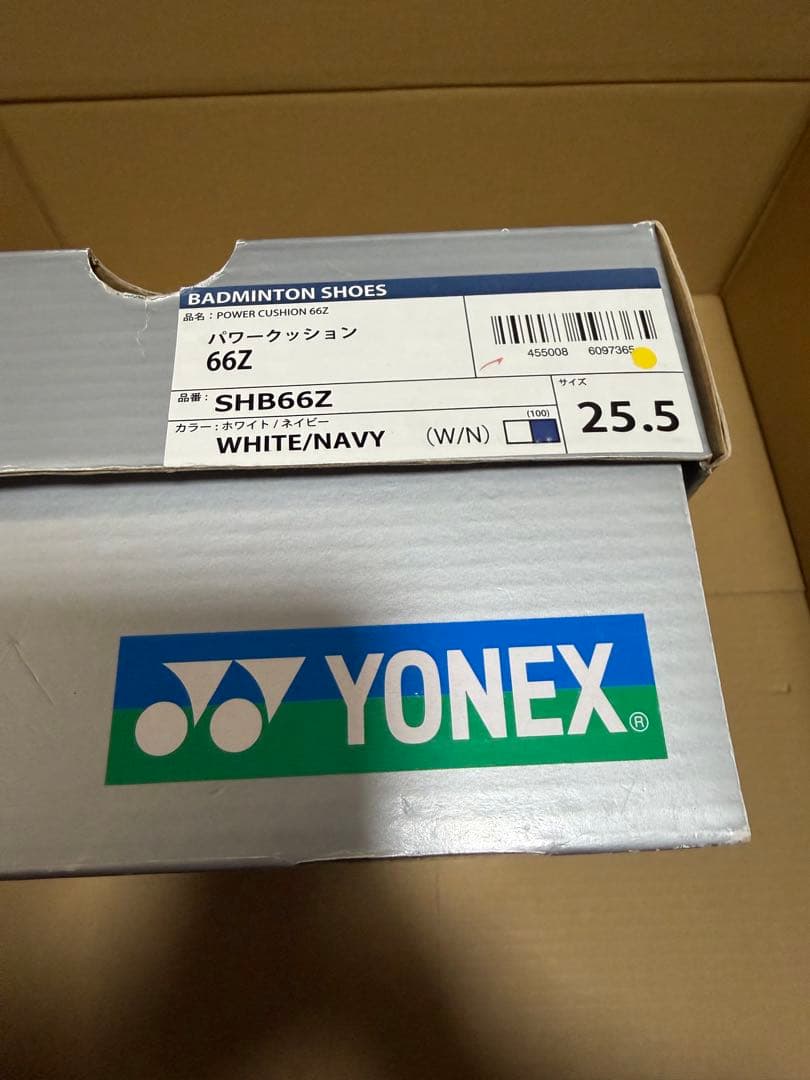 BADMINTON SHOES
品名：POWER CUSHION 66Z
パワークッション
66Z
455008 6097365
品番：
SHB66Z
サイズ
25.5
カラー：ホワイト / ネイビー
WHITE/NAVY (W/N)
(100)
YONEX®